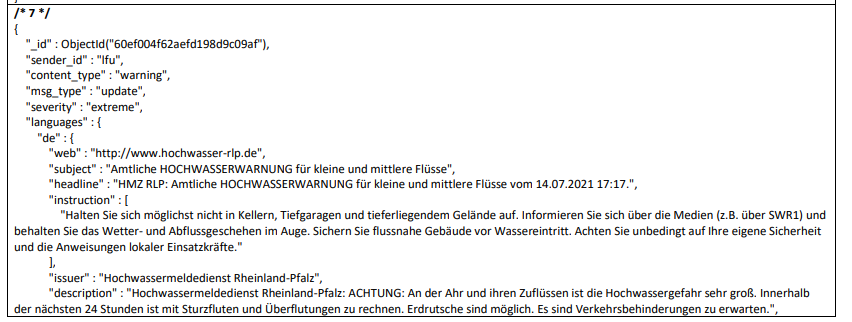 /* 7 */
{
"_id" : ObjectId("60ef004f62aefd198d9c09af"),
"sender_id" : "lfu",
"content_type" : "warning",
"msg_type" : "update",
"severity" : "extreme",
"languages" : {
"de" : {
"web" : "http://www.hochwasser-rlp.de",
"subject" : "Amtliche HOCHWASSERWARNUNG für kleine und mittlere Flüsse",
"headline" : "HMZ RLP: Amtliche HOCHWASSERWARNUNG für kleine und mittlere Flüsse vom 14.07.2021 17:17.",
"instruction" : [
"Halten Sie sich möglichst nicht in Kellern, Tiefgaragen und tieferliegendem Gelände auf. Informieren Sie sich über die Medien (z.B. über SWR1) und
behalten Sie das Wetter- und Abflussgeschehen im Auge. Sichern Sie flussnahe Gebäude vor Wassereintritt. Achten Sie unbedingt auf Ihre eigene Sicherheit
und die Anweisungen lokaler Einsatzkräfte."
],
"issuer" : "Hochwassermeldedienst Rheinland-Pfalz",
"description" : "Hochwassermeldedienst Rheinland-Pfalz: ACHTUNG: An der Ahr und ihren Zuflüssen ist die Hochwassergefahr sehr groß. Innerhalb
der nächsten 24 Stunden ist mit Sturzfluten und Überflutungen zu rechnen. Erdrutsche sind möglich. Es sind Verkehrsbehinderungen zu erwarten.",